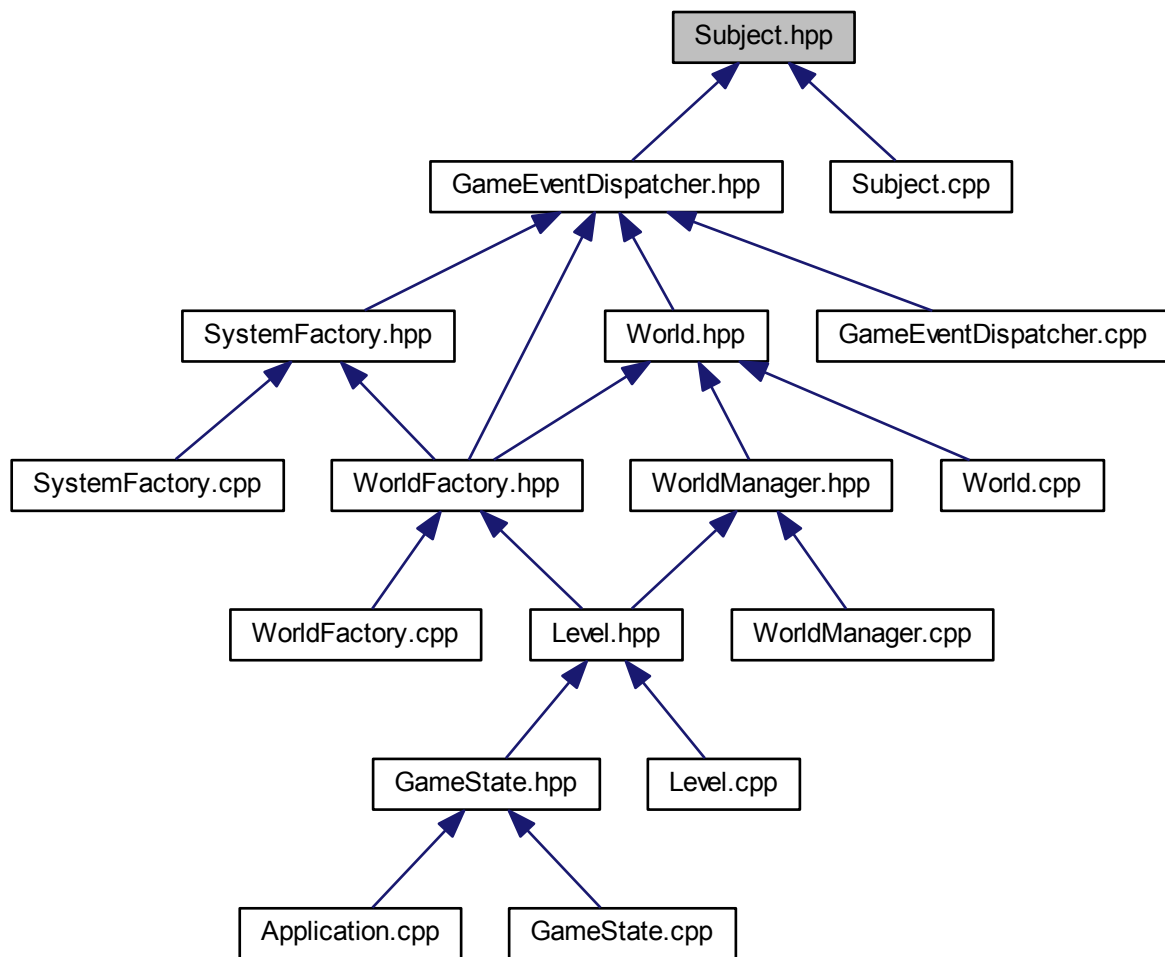 Subject.hpp
GameEventDispatcher.hpp
Subject.cpp
SystemFactory.hpp
World.hpp
GameEventDispatcher.cpp
SystemFactory.cpp
WorldFactory.hpp
WorldManager.hpp
World.cpp
WorldFactory.cpp
Level.hpp
WorldManager.cpp
GameState.hpp
Level.cpp
Application.cpp
GameState.cpp